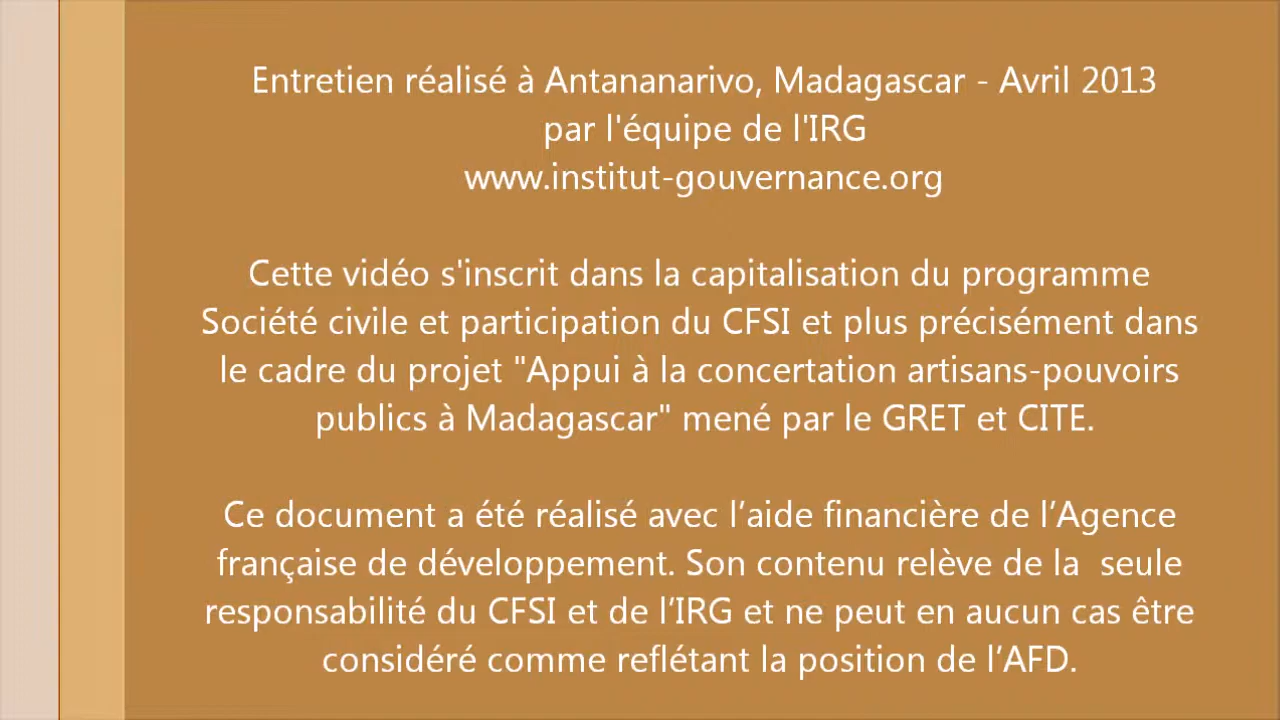 Entretien réalisé à Antananarivo, Madagascar - Avril 2013
par l'équipe de l'IRG
www.institut-gouvernance.org
Cette vidéo s'inscrit dans la capitalisation du programme
Société civile et participation du CFSI et plus précisément dans
le cadre du projet "Appui à la concertation artisans-pouvoirs
publics à Madagascar" mené par le GRET et CITE.
Ce document a été réalisé avec l’aide financière de l’Agence
française de développement. Son contenu relève de la  seule
responsabilité du CFSI et de l’IRG et ne peut en aucun cas être
considéré comme reflétant la position de l’AFD.